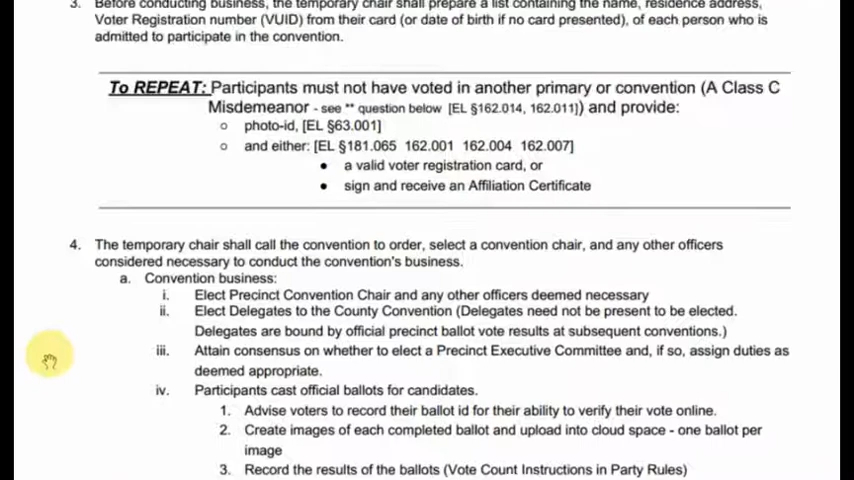 3. Before conducting business, the temporary chair shall prepare a list containing the name, residence address,
Voter Registration number (VUID) from their card (or date of birth if no card presented), of each person who is
admitted to participate in the convention.
To REPEAT: Participants must not have voted in another primary or convention (A Class C
Misdemeanor - see ** question below [EL §162.014, 162.011]) and provide:
○ photo-id, [EL §63.001]
○ and either: [EL §181.065 162.001 162.004 162.007]
● a valid voter registration card, or
● sign and receive an Affiliation Certificate
4. The temporary chair shall call the convention to order, select a convention chair, and any other officers
considered necessary to conduct the convention's business.
a. Convention business:
i. Elect Precinct Convention Chair and any other officers deemed necessary
ii. Elect Delegates to the County Convention (Delegates need not be present to be elected.
Delegates are bound by official precinct ballot vote results at subsequent conventions.)
iii. Attain consensus on whether to elect a Precinct Executive Committee and, if so, assign duties as
deemed appropriate.
iv. Participants cast official ballots for candidates.
1. Advise voters to record their ballot id for their ability to verify their vote online.
2. Create images of each completed ballot and upload into cloud space - one ballot per
image
3. Record the results of the ballots (Vote Count Instructions in Party Rules)